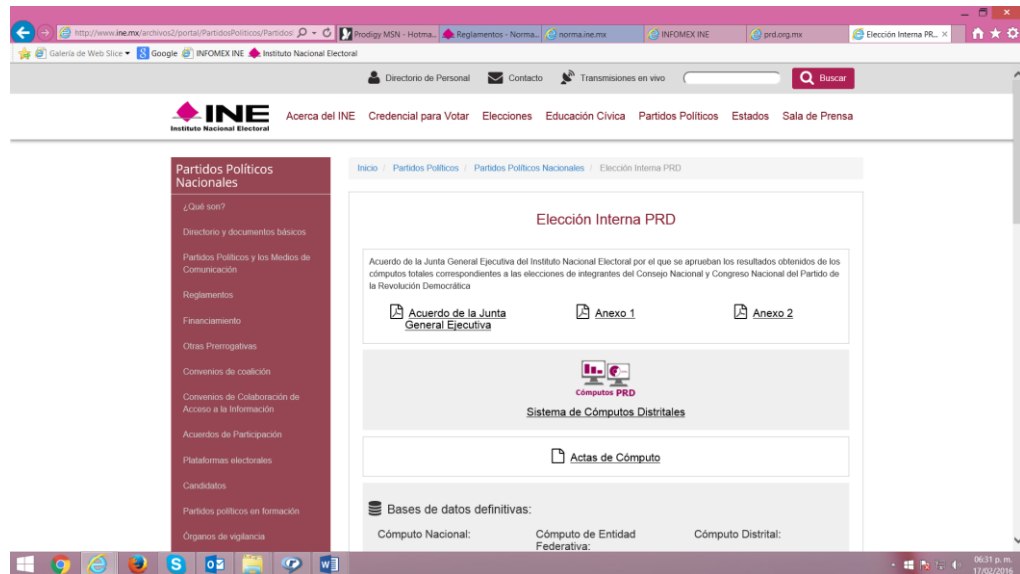 http://www.ine.mx/archivos2/portal/PartidosPoliticos/Partidos
Prodigy MSN - Hotma...
Reglamentos - Norma...
norma.ine.mx
INFOMEX INE
prd.org.mx
Elección Interna PR...
Galería de Web Slice
Google
INFOMEX INE
Instituto Nacional Electoral
Directorio de Personal
Contacto
Transmisiones en vivo
Buscar
INE
Instituto Nacional Electoral
Acerca del INE
Credencial para Votar
Elecciones
Educación Cívica
Partidos Políticos
Estados
Sala de Prensa
Partidos Políticos
Nacionales
¿Qué son?
Directorio y documentos básicos
Partidos Políticos y los Medios de
Comunicación
Reglamentos
Financiamiento
Otras Prerrogativas
Convenios de coalición
Convenios de Colaboración de
Acceso a la Información
Acuerdos de Participación
Plataformas electorales
Candidatos
Partidos políticos en formación
Órganos de vigilancia
Inicio / Partidos Políticos / Partidos Políticos Nacionales / Elección Interna PRD
Elección Interna PRD
Acuerdo de la Junta General Ejecutiva del Instituto Nacional Electoral por el que se aprueban los resultados obtenidos de los
cómputos totales correspondientes a las elecciones de integrantes del Consejo Nacional y Congreso Nacional del Partido de
la Revolución Democrática
Acuerdo de la Junta
General Ejecutiva
Anexo 1
Anexo 2
Cómputos PRD
Sistema de Cómputos Distritales
Actas de Cómputo
Bases de datos definitivas:
Cómputo Nacional:
Cómputo de Entidad
Federativa:
Cómputo Distrital:
06:31 p. m.
17/02/2016